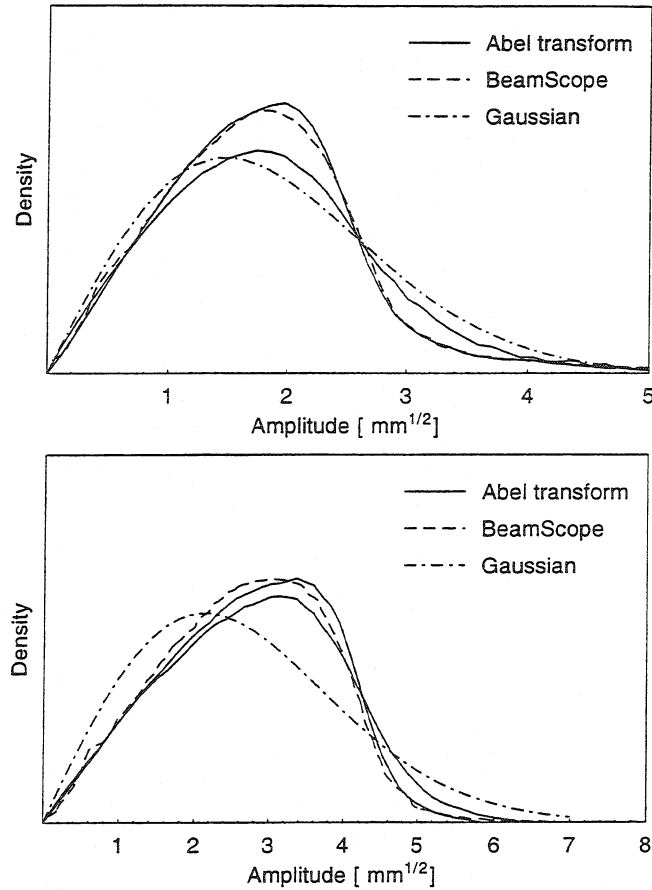 Abel transform
BeamScope
Gaussian
Density
1 2 3 4 5
Amplitude [ mm1/2]
Abel transform
BeamScope
Gaussian
Density
1 2 3 4 5 6 7 8
Amplitude [ mm1/2]